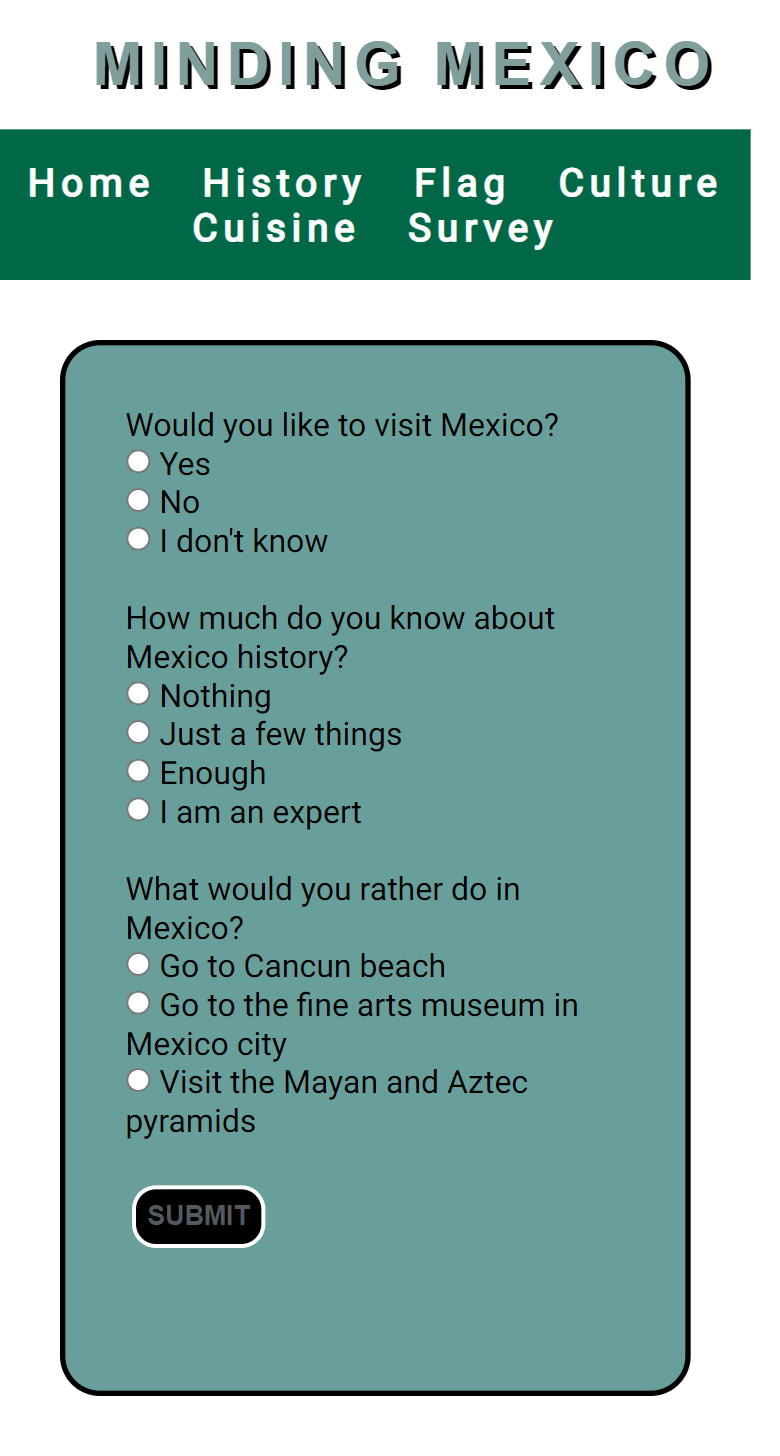 MINDING MEXICO
Home History Flag Culture
Cuisine Survey
Would you like to visit Mexico?
Yes
No
I don't know
How much do you know about
Mexico history?
Nothing
Just a few things
Enough
I am an expert
What would you rather do in
Mexico?
Go to Cancun beach
Go to the fine arts museum in
Mexico city
Visit the Mayan and Aztec
pyramids
SUBMIT